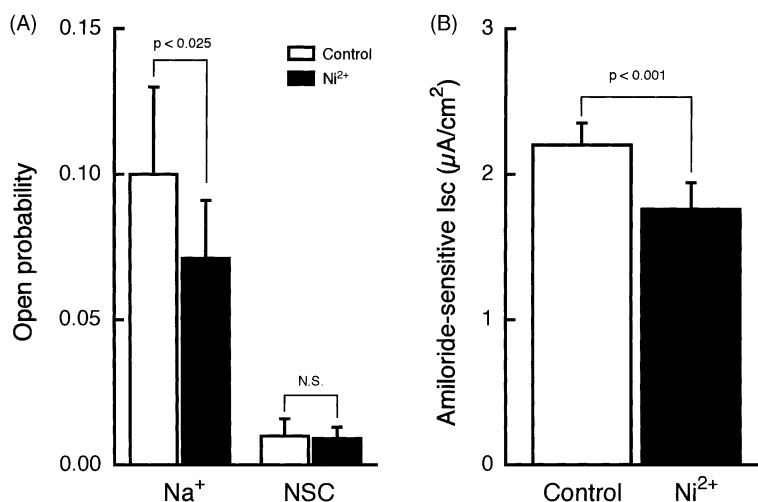 (A)
0.15
p < 0.025
Control
Ni²⁺
0.10
Open probability
0.05
N.S.
0.00
Na⁺
NSC
(B)
3
p < 0.001
2
Amiloride-sensitive Isc (µA/cm²)
1
0
Control
Ni²⁺